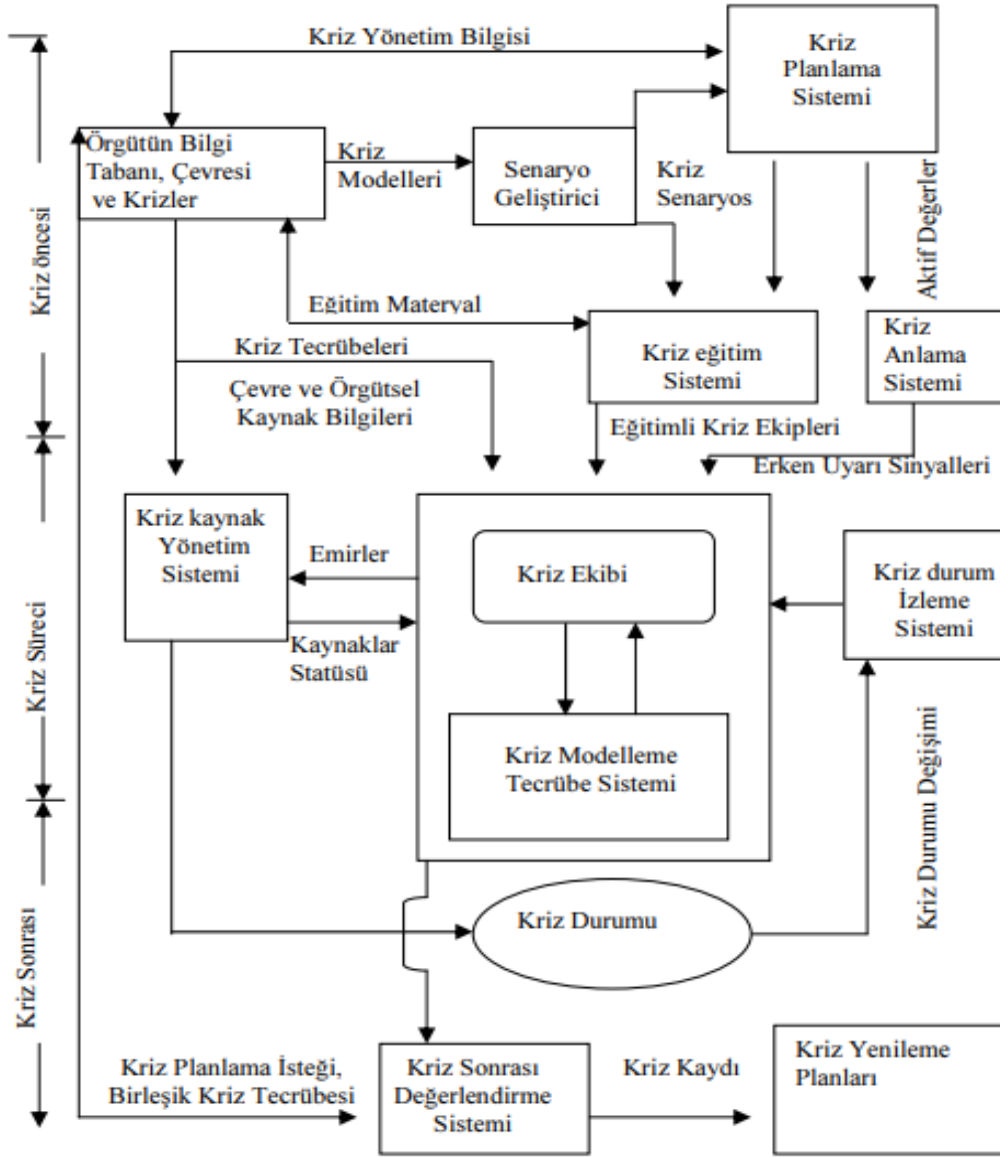 Kriz Yönetim Bilgisi
Kriz
Planlama
Sistemi
Örgütün Bilgi
Tabanı, Çevresi
ve Krizler
Kriz
Modelleri
Senaryo
Geliştirici
Kriz
Senaryos
Aktif Değerler
Kriz öncesi
Eğitim Materyal
Kriz Tecrübeleri
Çevre ve Örgütsel
Kaynak Bilgileri
Kriz eğitim
Sistemi
Kriz
Anlama
Sistemi
Eğitimli Kriz Ekipleri
Erken Uyarı Sinyalleri
Kriz kaynak
Yönetim
Sistemi
Emirler
Kaynaklar
Statüsü
Kriz Ekibi
Kriz Modelleme
Tecrübe Sistemi
Kriz durum
İzleme
Sistemi
Kriz Süreci
Kriz Durumu Değişimi
Kriz Durumu
Kriz Sonrası
Kriz Planlama İsteği,
Birleşik Kriz Tecrübesi
Kriz Sonrası
Değerlendirme
Sistemi
Kriz Kaydı
Kriz Yenileme
Planları